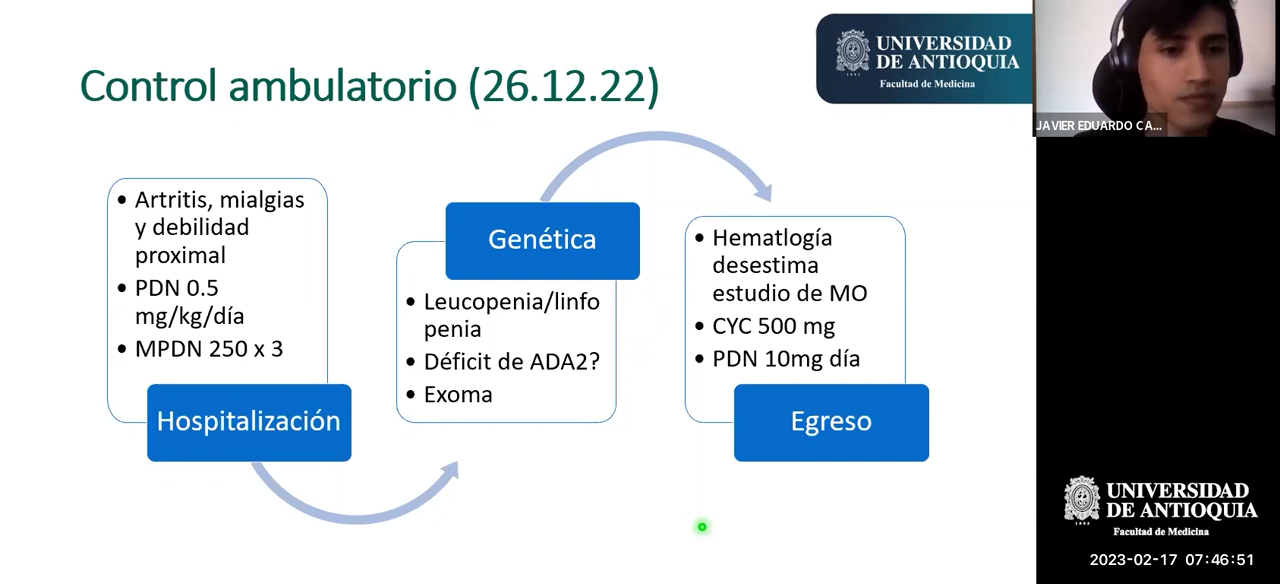 Control ambulatorio (26.12.22)
UNIVERSIDAD
DE ANTIOQUIA
1803
Facultad de Medicina
JAVIER EDUARDO CA...
• Artritis, mialgias
y debilidad
proximal
• PDN 0.5
mg/kg/día
• MPDN 250 x 3
Hospitalización
Genética
• Leucopenia/linfo
penia
• Déficit de ADA2?
• Exoma
• Hematlogía
desestima
estudio de MO
• CYC 500 mg
• PDN 10mg día
Egreso
UNIVERSIDAD
DE ANTIOQUIA
1803
Facultad de Medicina
2023-02-17 07:46:51